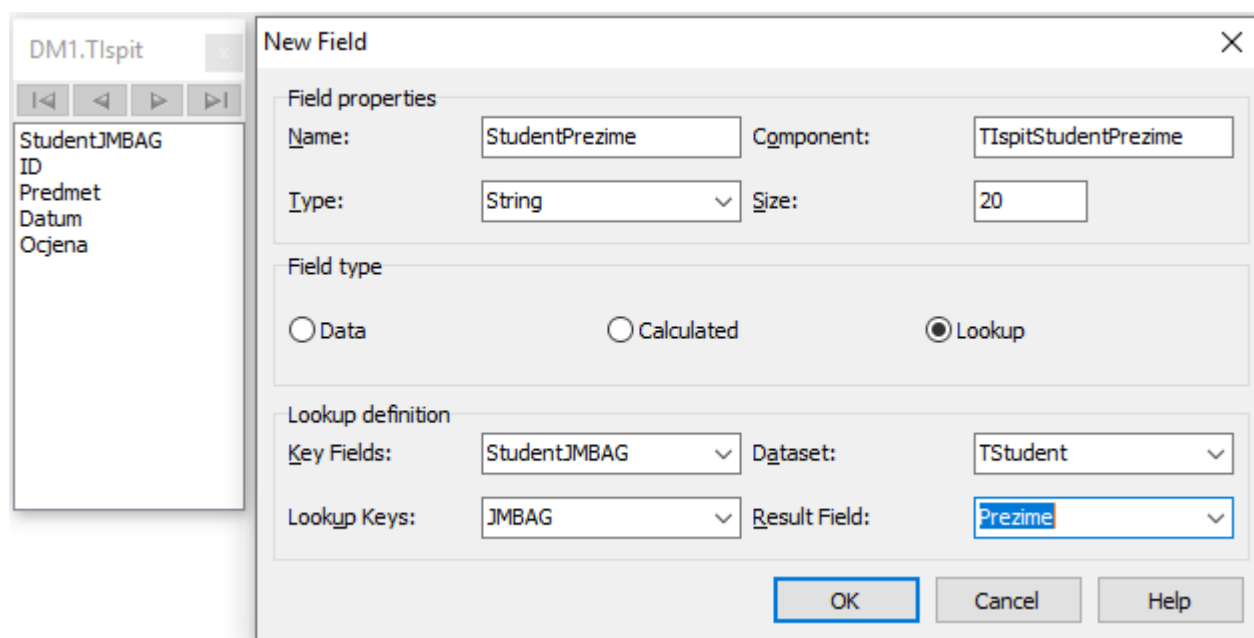 DM1.TIspit
x
StudentJMBAG
ID
Predmet
Datum
Ocjena
New Field
Field properties
Name: StudentPrezime Component: TIspitStudentPrezime
Type: String Size: 20
Field type
Data Calculated Lookup
Lookup definition
Key Fields: StudentJMBAG Dataset: TStudent
Lookup Keys: JMBAG Result Field: Prezime
OK Cancel Help